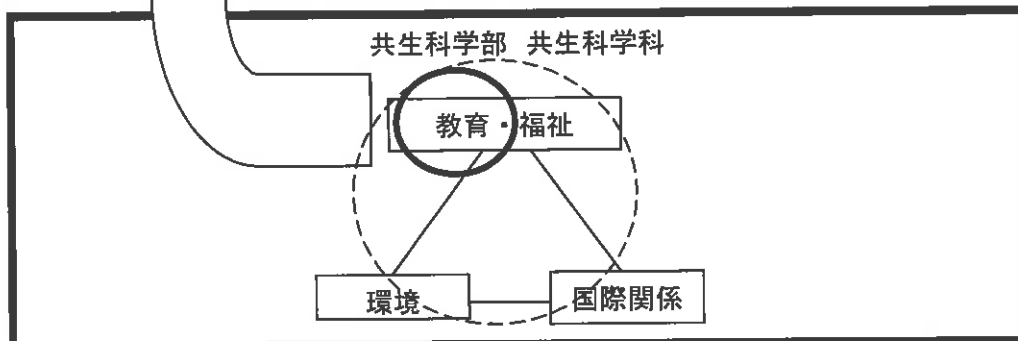 共生科学部 共生科学科
教育・福祉
環境
国際関係